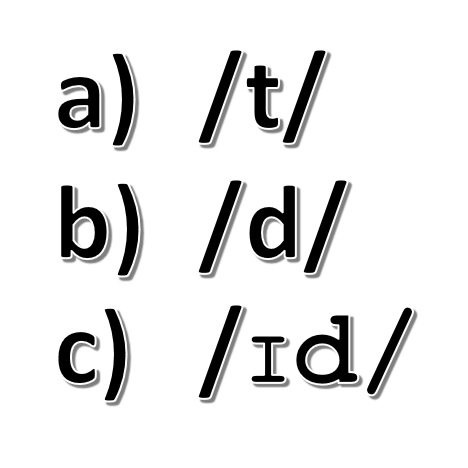 a) /t/
b) /d/
c) /ɪd/